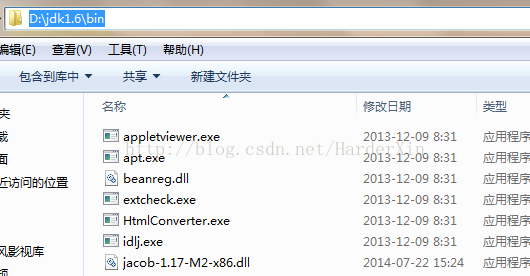 D:\jdk1.6\bin
编辑(E) 查看(V) 工具(T) 帮助(H)
包含到库中 共享 新建文件夹
名称 修改日期 类型
appletviewer.exe 2013-12-09 8:31 应用程序
apt.exe 2013-12-09 8:31 应用程序
beanreg.dll 2013-12-09 8:31 应用程序
extcheck.exe 2013-12-09 8:31 应用程序
HtmlConverter.exe 2013-12-09 8:31 应用程序
idlj.exe 2013-12-09 8:31 应用程序
jacob-1.17-M2-x86.dll 2014-07-22 15:24 应用程序
夹
载
面
近访问的位置
风影视库
http://blog.csdn.net/HarderXin